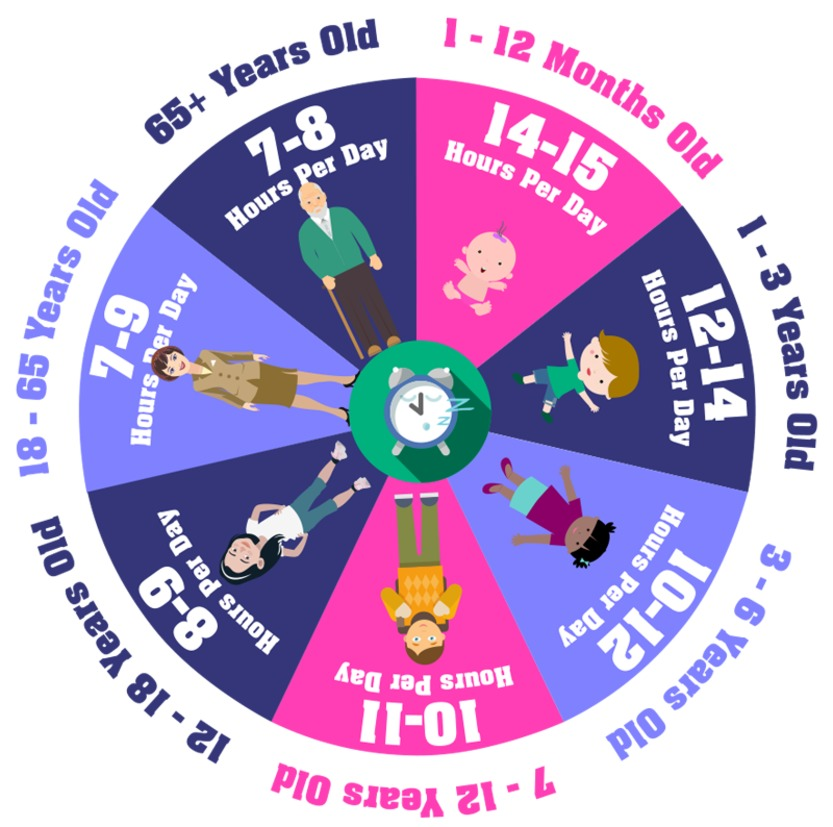 1 - 12 Months Old
14-15
Hours Per Day
1 - 3 Years Old
12-14
Hours Per Day
3 - 6 Years Old
10-12
Hours Per Day
7 - 12 Years Old
10-11
Hours Per Day
12 - 18 Years Old
8-9
Hours Per Day
18 - 65 Years Old
7-9
Hours Per Day
65+ Years Old
7-8
Hours Per Day
Z
Z
Z